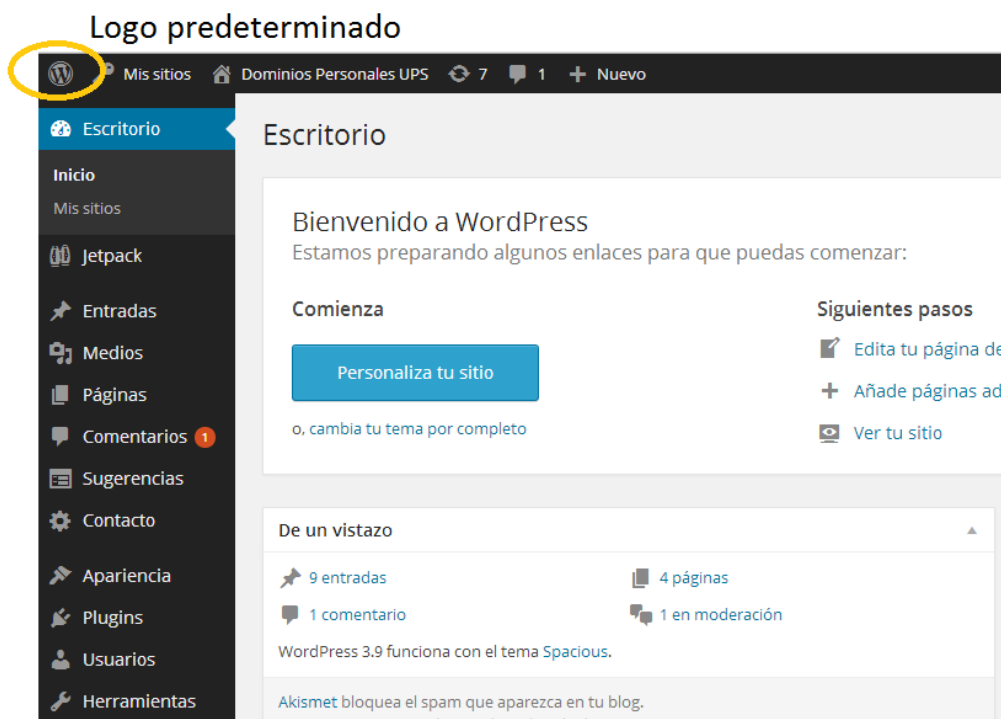 Logo predeterminado
Mis sitios Dominios Personales UPS 7 1 Nuevo
Escritorio
Inicio
Mis sitios
Jetpack
Entradas
Medios
Páginas
Comentarios 1
Sugerencias
Contacto
Apariencia
Plugins
Usuarios
Herramientas
Escritorio
Bienvenido a WordPress
Estamos preparando algunos enlaces para que puedas comenzar:
Comienza
Personaliza tu sitio
o, cambia tu tema por completo
Siguientes pasos
Edita tu página de
Añade páginas ad
Ver tu sitio
De un vistazo
9 entradas
4 páginas
1 comentario
1 en moderación
WordPress 3.9 funciona con el tema Spacious.
Akismet bloquea el spam que aparezca en tu blog.